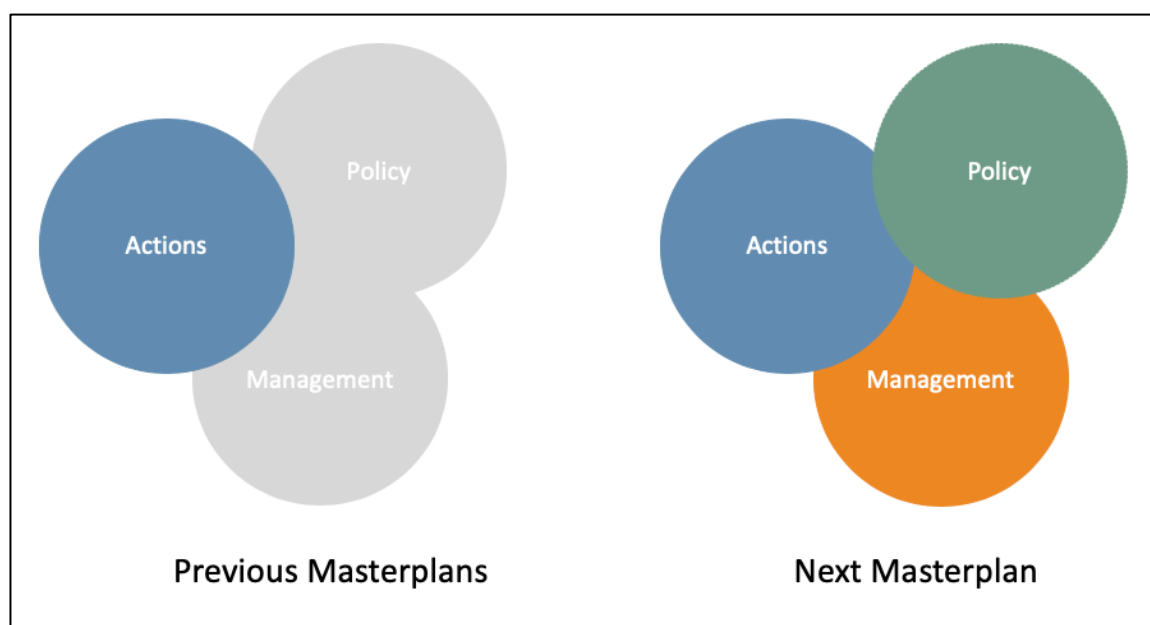 Policy
Actions
Management
Previous Masterplans
Policy
Actions
Management
Next Masterplan